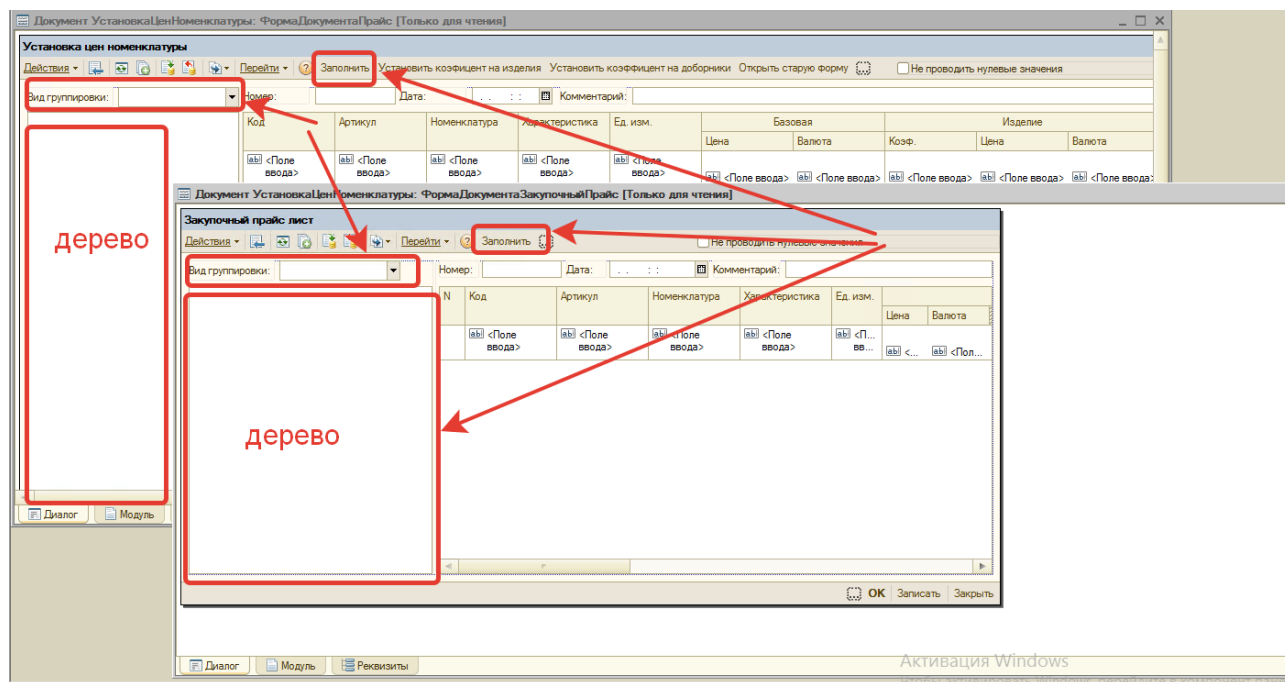 Документ УстановкаЦенНоменклатуры: ФормаДокументаПрайс [Только для чтения]
Установка цен номенклатуры
Действия Перейти Заполнить Установить коэфицент на изделия Установить коэффицент на доборники Открыть старую форму Не проводить нулевые значения
Вид группировки: Номер: Дата: . . : : Комментарий:
Код Артикул Номенклатура Характеристика Ед. изм. Базовая Изделие
Цена Валюта Коэф. Цена Валюта
<Поле ввода> <Поле ввода> <Поле ввода> <Поле ввода> <Поле ввода> <Поле ввода> <Поле ввода> <Поле ввода> <Поле ввода> <Поле ввода>
дерево
Диалог Модуль
Документ УстановкаЦенНоменклатуры: ФормаДокументаЗакупочныйПрайс [Только для чтения]
Закупочный прайс лист
Действия Перейти Заполнить Не проводить нулевые значения
Вид группировки: Номер: Дата: . . : : Комментарий:
N Код Артикул Номенклатура Характеристика Ед. изм.
Цена Валюта
<Поле ввода> <Поле ввода> <Поле ввода> <Поле ввода> <П... вв... <... <Пол...
дерево
OK Записать Закрыть
Диалог Модуль Реквизиты
Активация Windows